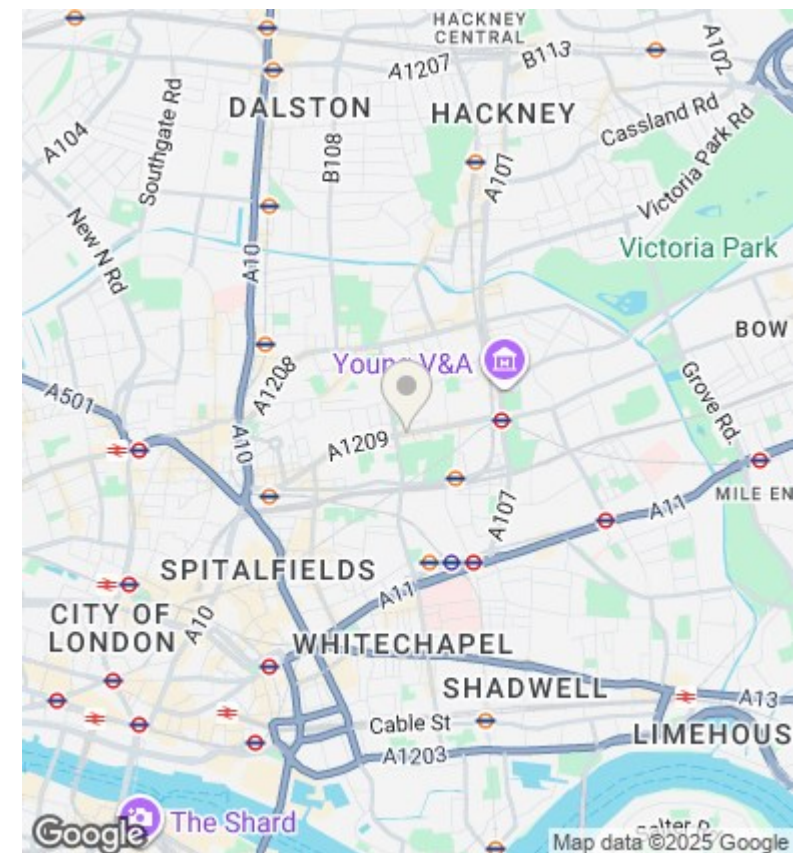 HACKNEY
CENTRAL
A1207
B113
A102
DALSTON
HACKNEY
Cassland Rd
A104
Southgate Rd
B108
A107
Victoria Park Rd
New N Rd
A10
Victoria Park
BOW
Young V&A
A1208
Grove Rd.
A501
A10
A1209
MILE EN
A107
A11
SPITALFIELDS
A11
CITY OF
LONDON
A10
WHITECHAPEL
SHADWELL
A13
Cable St
LIMEHOUS
A1203
The Shard
Salter
Google
Map data ©2025 Google